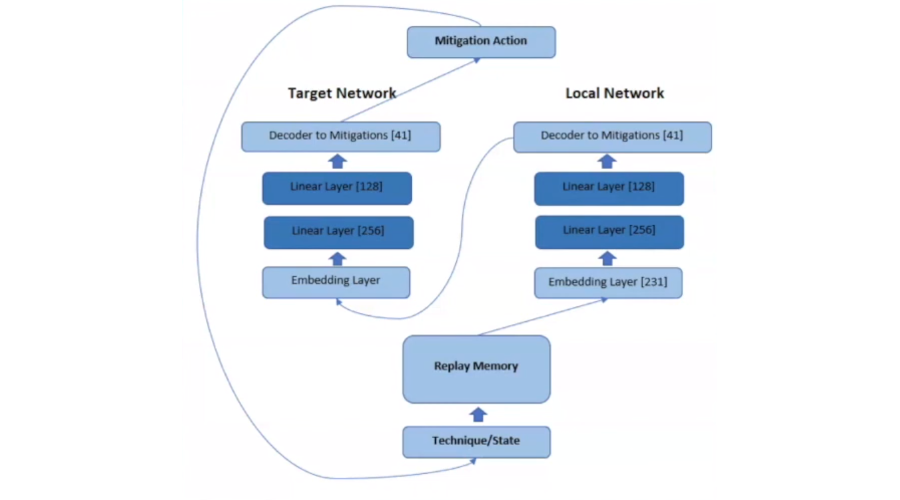 Mitigation Action
Target Network
Local Network
Decoder to Mitigations [41]
Decoder to Mitigations [41]
Linear Layer [128]
Linear Layer [128]
Linear Layer [256]
Linear Layer [256]
Embedding Layer
Embedding Layer [231]
Replay Memory
Technique/State